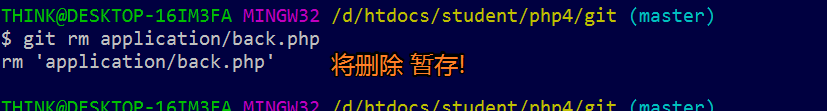 THINK@DESKTOP-16IM3FA MINGW32 /d/htdocs/student/php4/git (master)
$ git rm application/back.php
rm 'application/back.php'
将删除 暂存!
THINK@DESKTOP-16IM3FA MINGW32 /d/htdocs/student/php4/git (master)